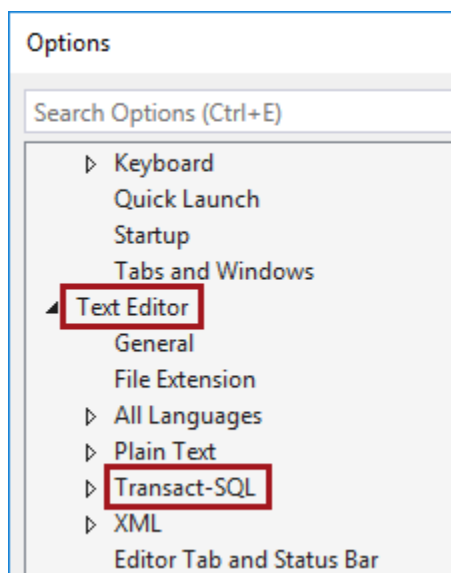 Options
Search Options (Ctrl+E)
Keyboard
Quick Launch
Startup
Tabs and Windows
Text Editor
General
File Extension
All Languages
Plain Text
Transact-SQL
XML
Editor Tab and Status Bar